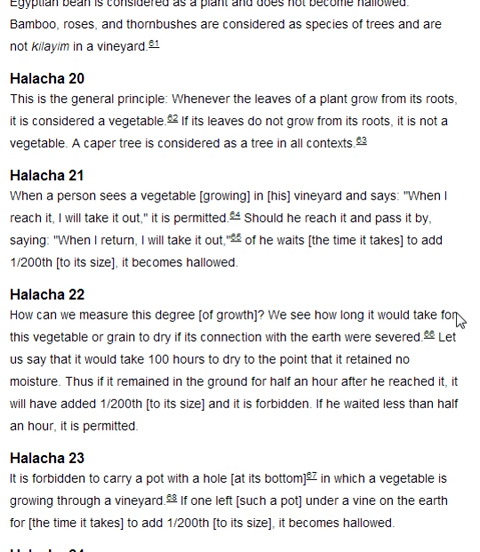 Egyptian bean is considered as a plant and does not become hallowed.
Bamboo, roses, and thornbushes are considered as species of trees and are
not kilayim in a vineyard.61
Halacha 20
This is the general principle: Whenever the leaves of a plant grow from its roots,
it is considered a vegetable.62 If its leaves do not grow from its roots, it is not a
vegetable. A caper tree is considered as a tree in all contexts.63
Halacha 21
When a person sees a vegetable [growing] in [his] vineyard and says: "When I
reach it, I will take it out," it is permitted.64 Should he reach it and pass it by,
saying: "When I return, I will take it out,"65 of he waits [the time it takes] to add
1/200th [to its size], it becomes hallowed.
Halacha 22
How can we measure this degree [of growth]? We see how long it would take for
this vegetable or grain to dry if its connection with the earth were severed.66 Let
us say that it would take 100 hours to dry to the point that it retained no
moisture. Thus if it remained in the ground for half an hour after he reached it, it
will have added 1/200th [to its size] and it is forbidden. If he waited less than half
an hour, it is permitted.
Halacha 23
It is forbidden to carry a pot with a hole [at its bottom]67 in which a vegetable is
growing through a vineyard.68 If one left [such a pot] under a vine on the earth
for [the time it takes] to add 1/200th [to its size], it becomes hallowed.